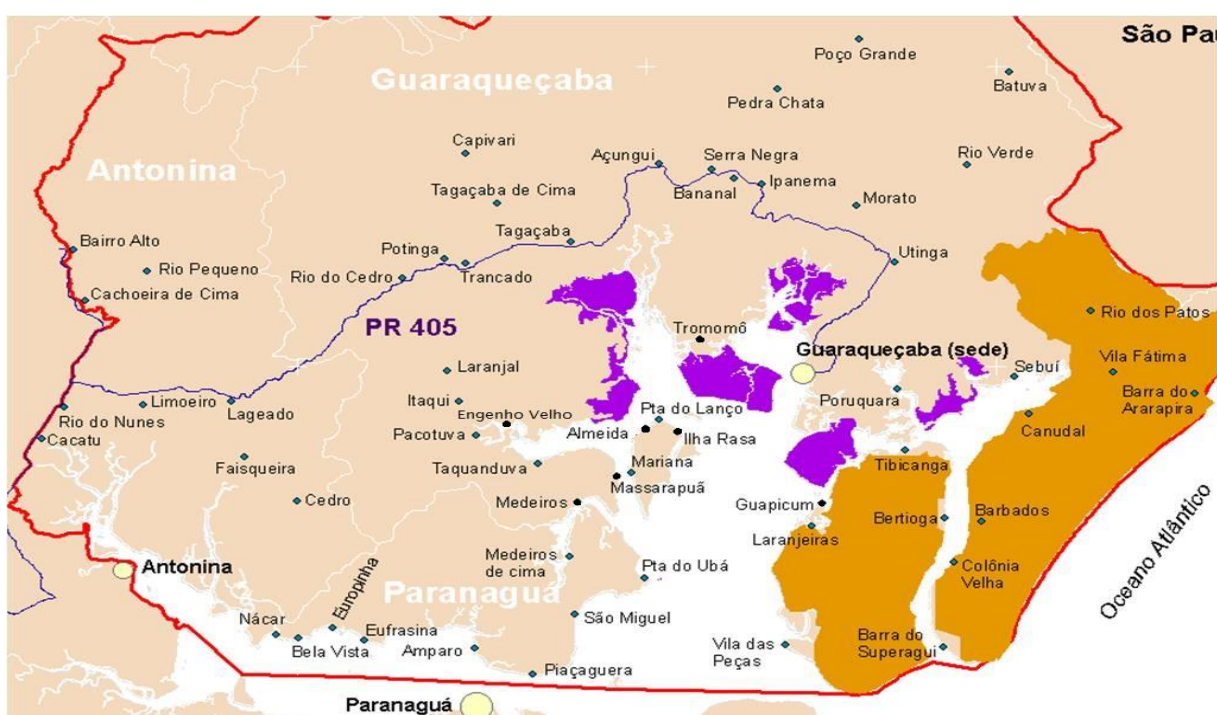 São Pau
Poço Grande
Guaraqueçaba
Batuva
Pedra Chata
Capivari
Açungui
Serra Negra
Antonina
Rio Verde
Bananal
Ipanema
Tagaçaba de Cima
Morato
Tagaçaba
Bairro Alto
Potinga
Utinga
Rio Pequeno
Rio do Cedro
Trancado
Cachoeira de Cima
Rio dos Patos
PR 405
Tromomô
Guaraqueçaba (sede)
Vila Fátima
Sebuí
Laranjal
Barra do
Ararapira
Poruquara
Limoeiro
Lageado
Itaqui
Engenho Velho
Pta do Lanço
Rio do Nunes
Canudal
Cacatu
Pacotuva
Almeida
Ilha Rasa
Faisqueira
Taquanduva
Mariana
Tibicanga
Massarapuã
Cedro
Medeiros
Guapicum
Bertioga
Barbados
Laranjeiras
Oceano Atlântico
Antonina
Medeiros
de cima
Pta do Ubá
Colônia
Velha
Europinha
Paranaguá
Nácar
São Miguel
Eufrasina
Bela Vista
Amparo
Vila das
Peças
Barra do
Superagui
Piaçaguera
Paranaguá